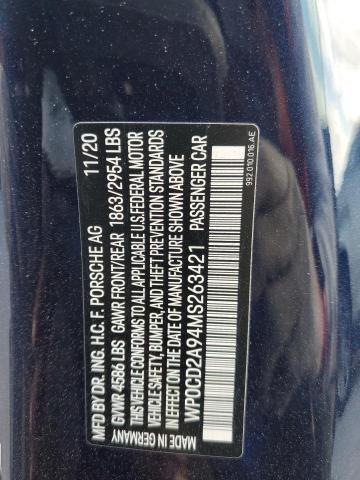 MFD BY DR. ING. H.C. F. PORSCHE AG 11/20
GVWR 4586 LBS GAWR FRONT/REAR 1863/2954 LBS
CONFORMS TO ALL APPLICABLE U.S. FEDERAL MOTOR
VEHICLE SAFETY, BUMPER, AND THEFT PREVENTION STANDARDS
IN EFFECT ON THE DATE OF MANUFACTURE SHOWN ABOVE
WP0CD2A94MS263421 PASSENGER CAR
MADE IN GERMANY
992 010 016 AE